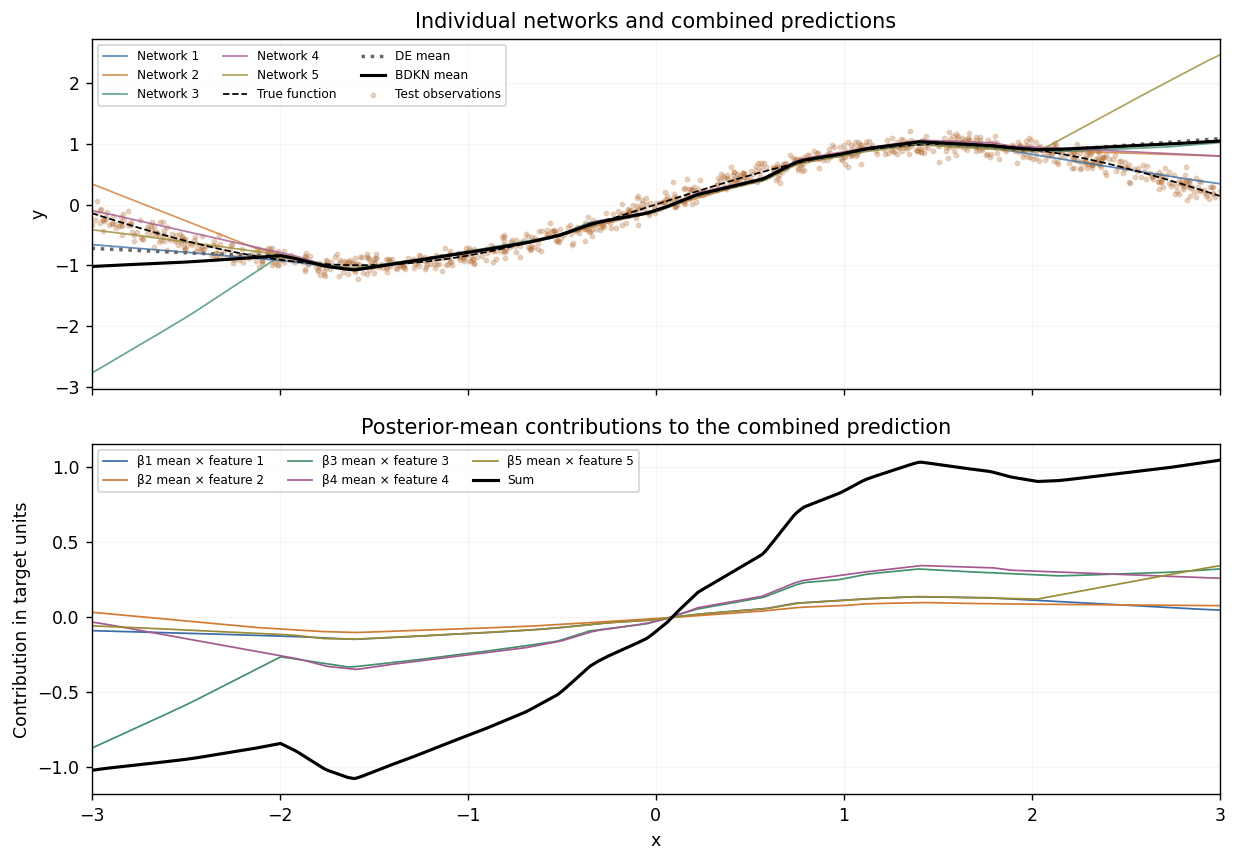 Individual networks and combined predictions
Network 1
Network 2
Network 3
Network 4
Network 5
True function
DE mean
BDKN mean
Test observations
y
2
1
0
−1
−2
−3
Posterior-mean contributions to the combined prediction
β1 mean × feature 1
β2 mean × feature 2
β3 mean × feature 3
β4 mean × feature 4
β5 mean × feature 5
Sum
Contribution in target units
1.0
0.5
0.0
−0.5
−1.0
−3
−2
−1
0
1
2
3
x